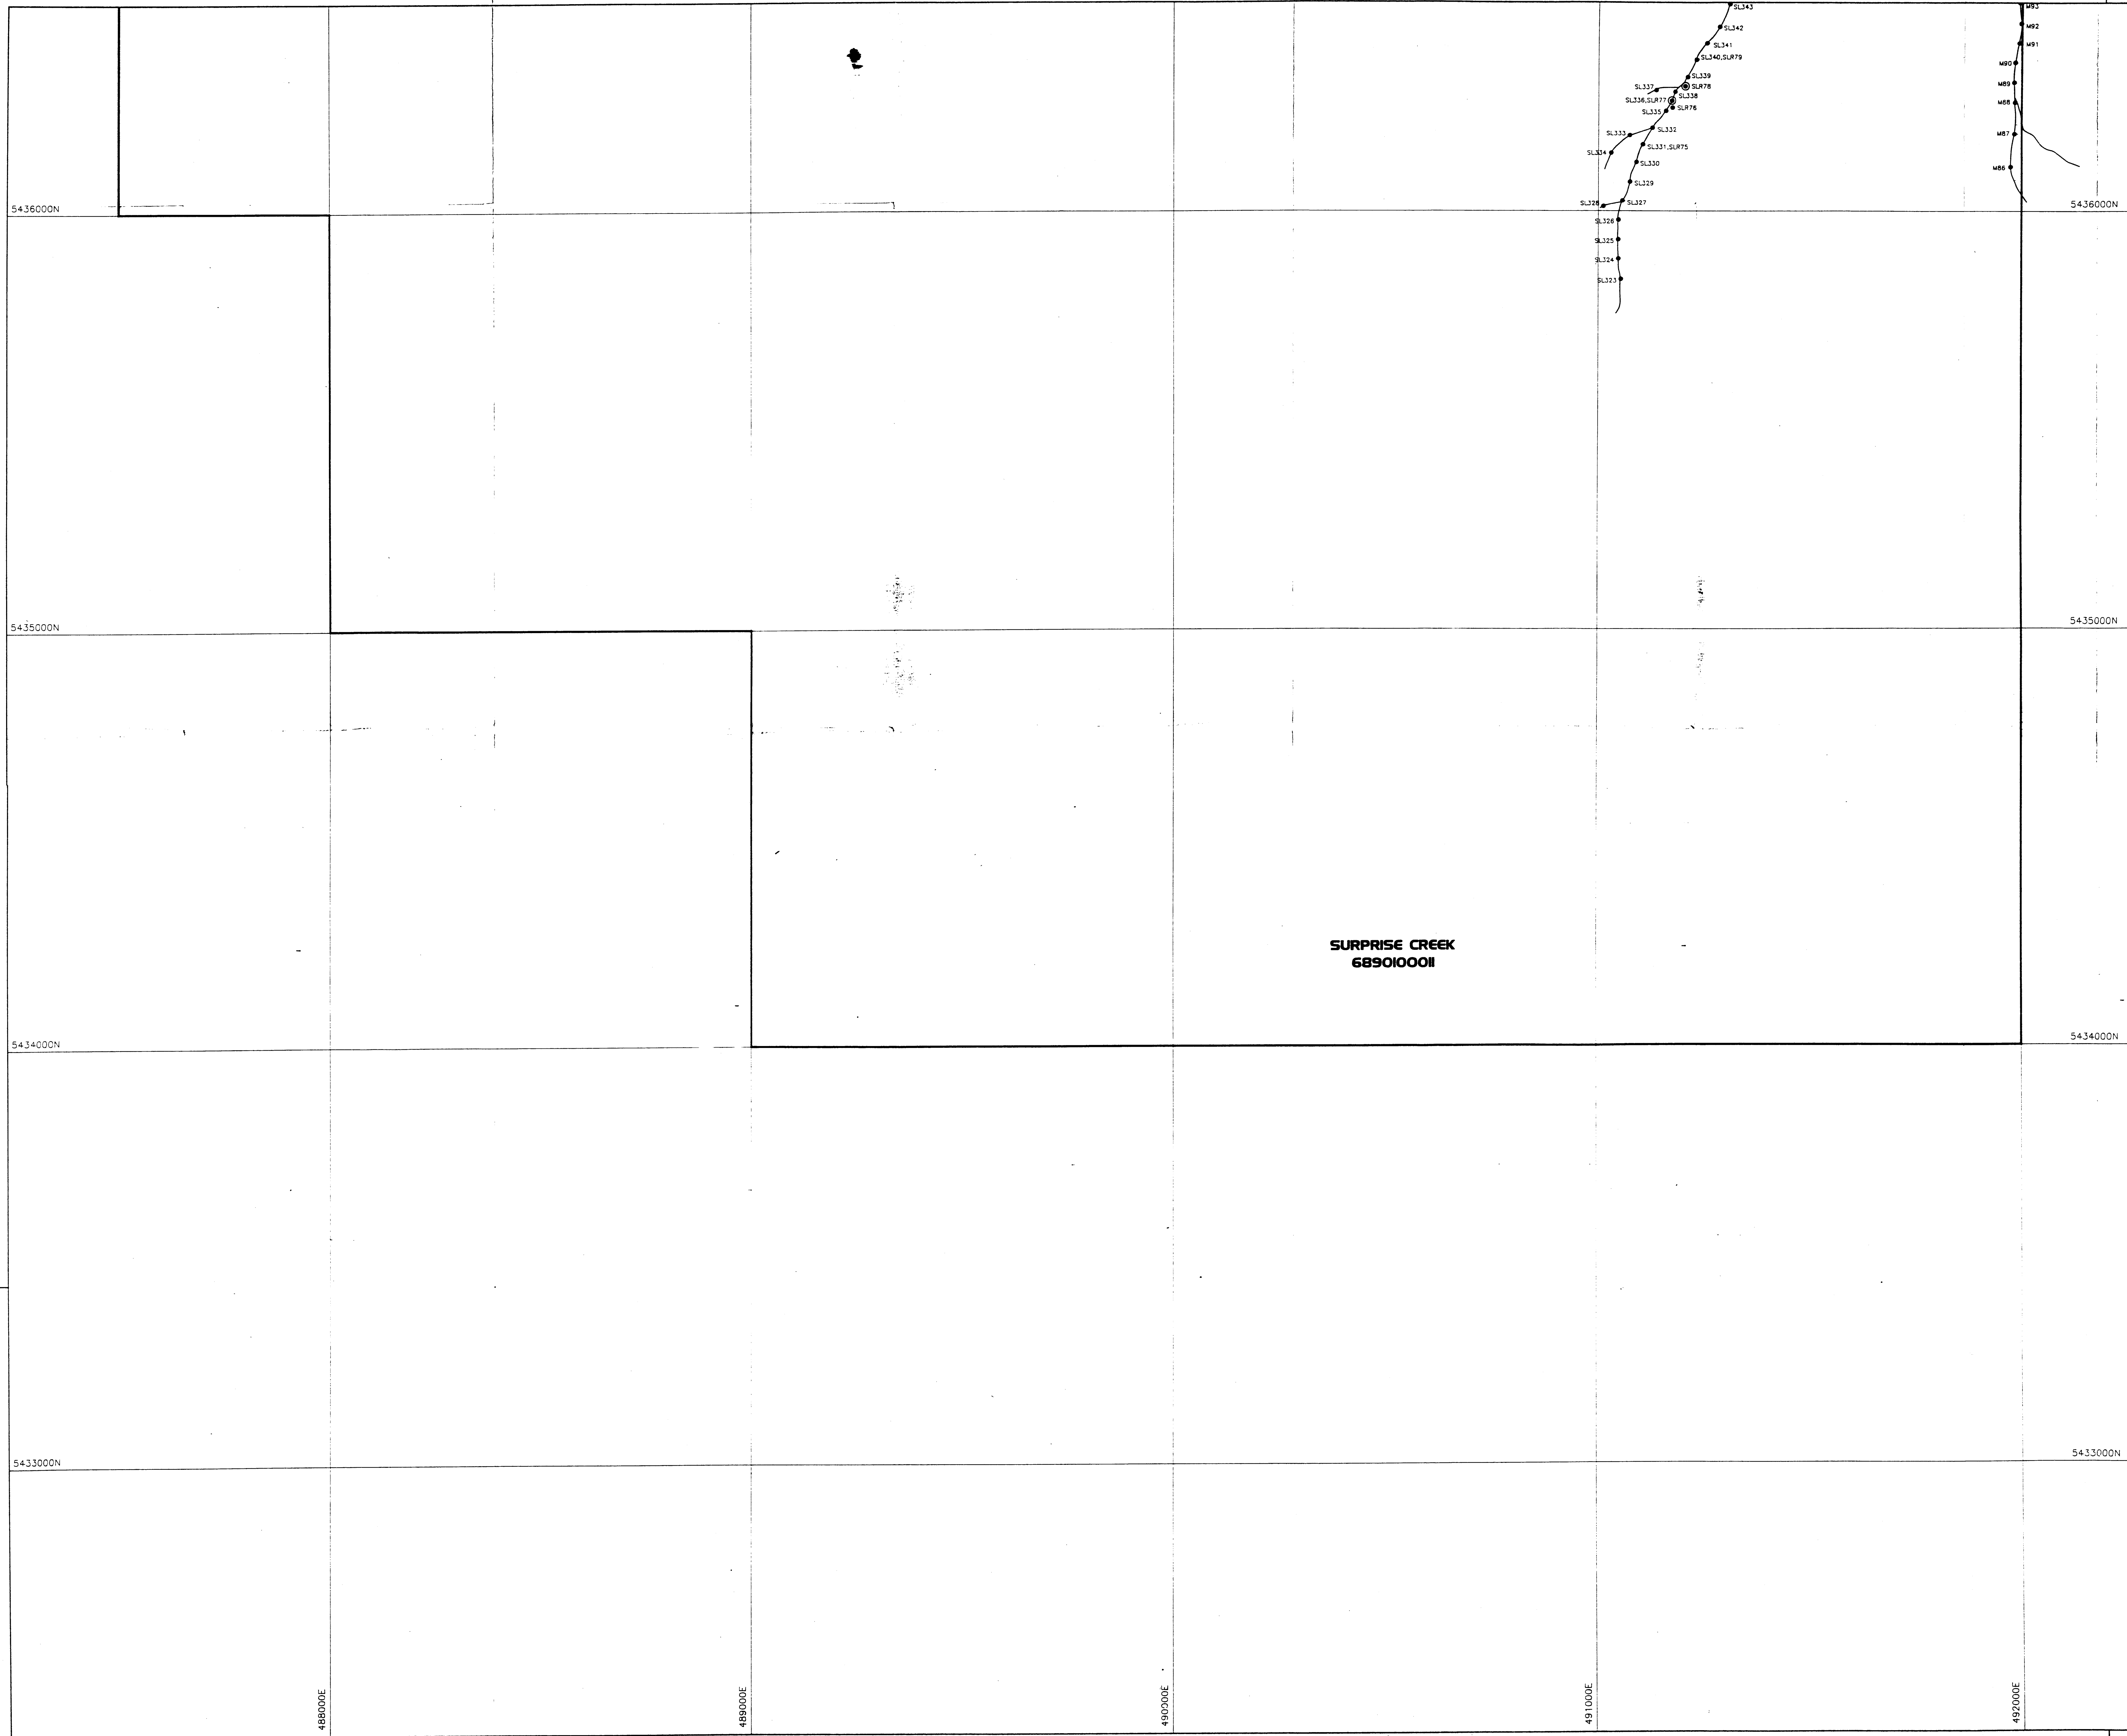 SL343
M93
SL342
M92
SL341
M91
SL340,SLR79
M90
SL339
M89
SL337
SLR78
SL338
SL336,SLR77
M88
SL335
SLR76
SL332
SL333
M87
SL331,SLR75
SL334
SL330
M86
SL329
SL328
SL327
5436000N
5436000N
SL326
SL325
SL324
SL323
5435000N
5435000N
SURPRISE CREEK
6890100011
5434000N
5434000N
5433000N
5433000N
488000E
489000E
490000E
491000E
492000E